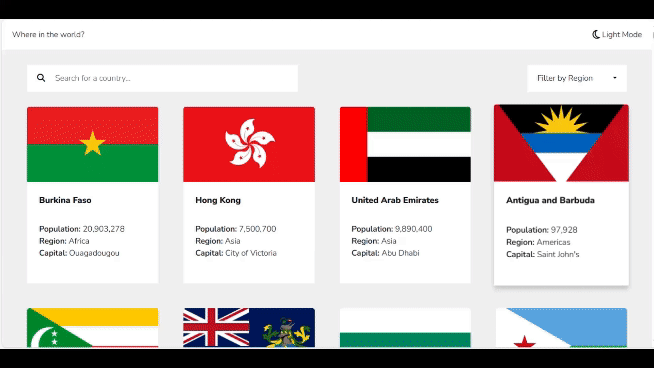 Where in the world?
Light Mode
Search for a country...
Filter by Region
Burkina Faso
Population: 20,903,278
Region: Africa
Capital: Ouagadougou
Hong Kong
Population: 7,500,700
Region: Asia
Capital: City of Victoria
United Arab Emirates
Population: 9,890,400
Region: Asia
Capital: Abu Dhabi
Antigua and Barbuda
Population: 97,928
Region: Americas
Capital: Saint John's